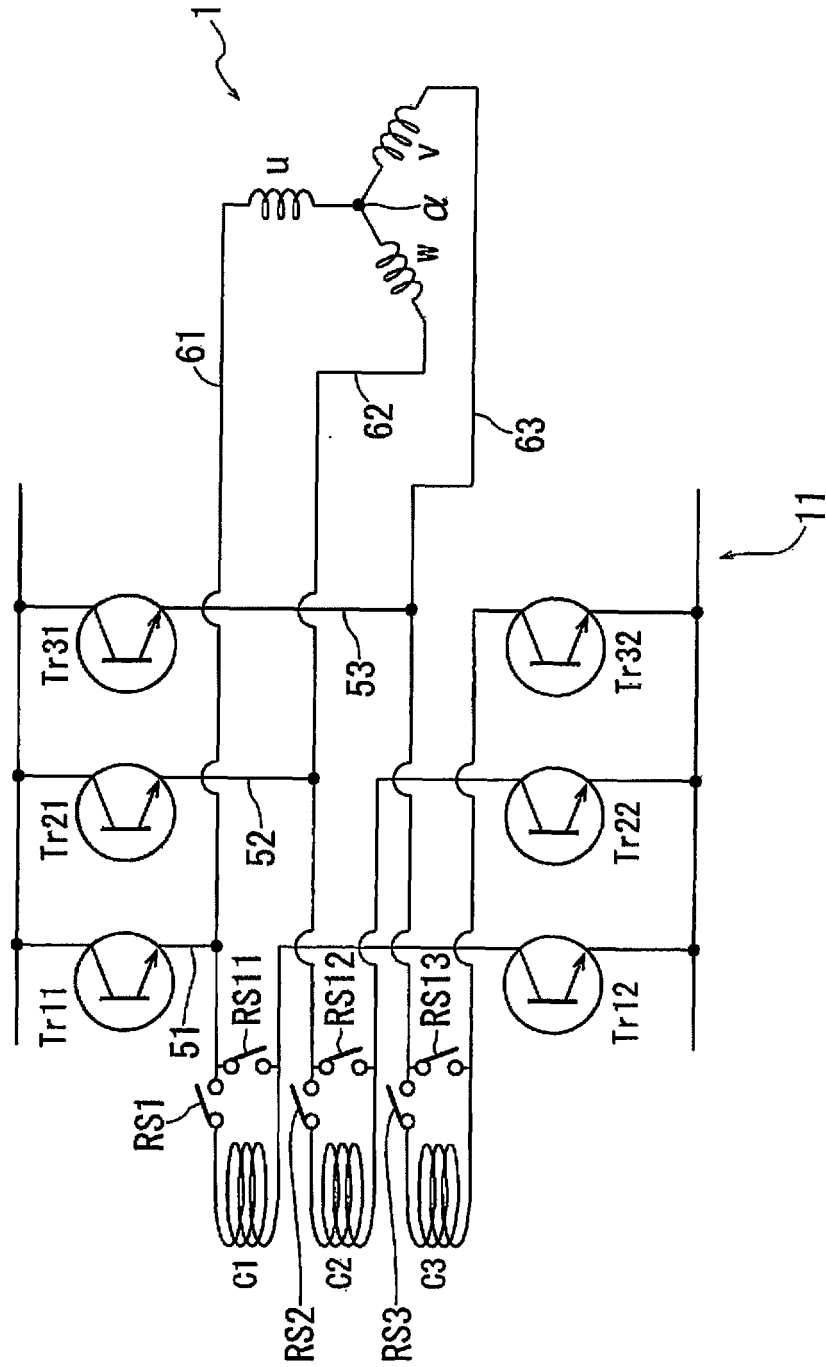 1
u
v
w
α
61
62
63
11
Tr31
Tr21
Tr11
53
52
51
Tr32
Tr22
Tr12
RS1
RS11
RS12
RS13
RS2
RS3
C1
C2
C3